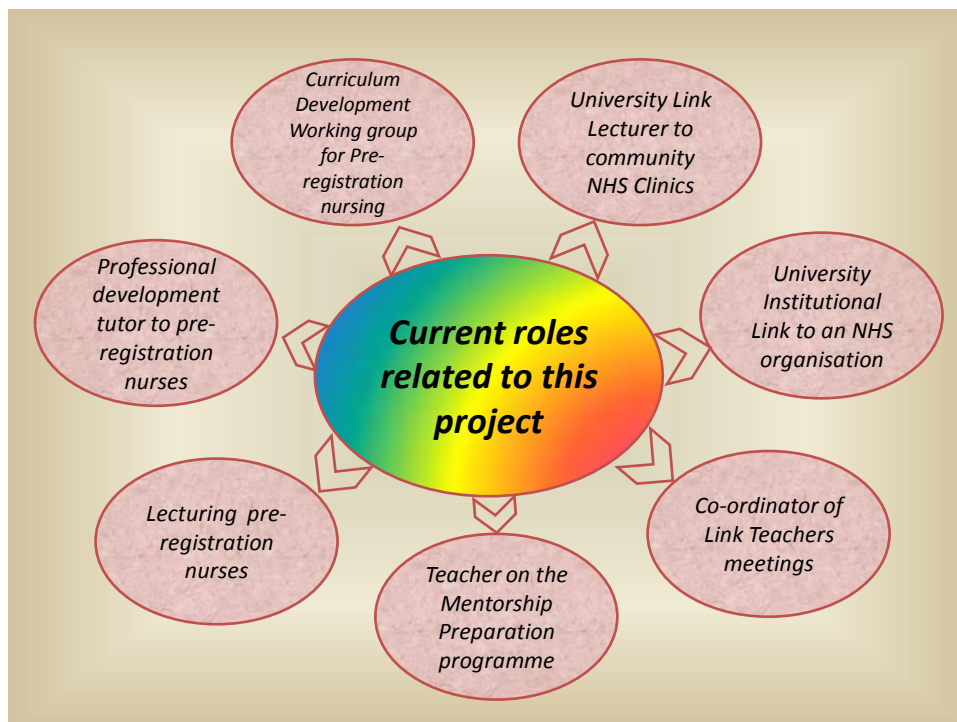 Curriculum
Development
Working group
for Pre-
registration
nursing
University Link
Lecturer to
community
NHS Clinics
Professional
development
tutor to pre-
registration
nurses
Current roles
related to this
project
University
Institutional
Link to an NHS
organisation
Lecturing pre-
registration
nurses
Teacher on the
Mentorship
Preparation
programme
Co-ordinator of
Link Teachers
meetings